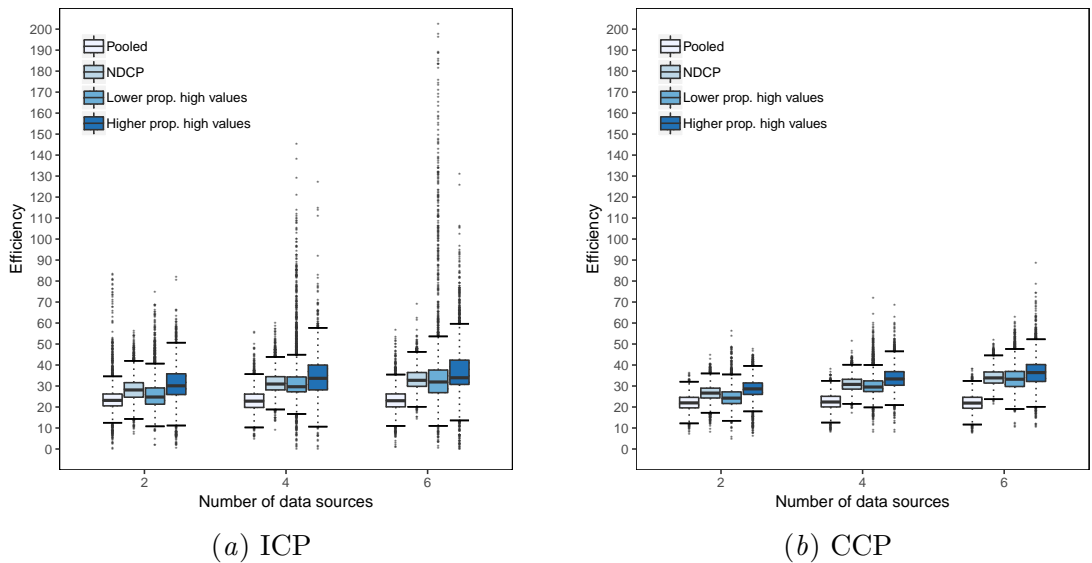 200
190
180
170
160
150
140
130
120
110
100
90
80
70
60
50
40
30
20
10
0
Efficiency
Pooled
NDCP
Lower prop. high values
Higher prop. high values
2 4 6
Number of data sources
(a) ICP
200
190
180
170
160
150
140
130
120
110
100
90
80
70
60
50
40
30
20
10
0
Efficiency
Pooled
NDCP
Lower prop. high values
Higher prop. high values
2 4 6
Number of data sources
(b) CCP